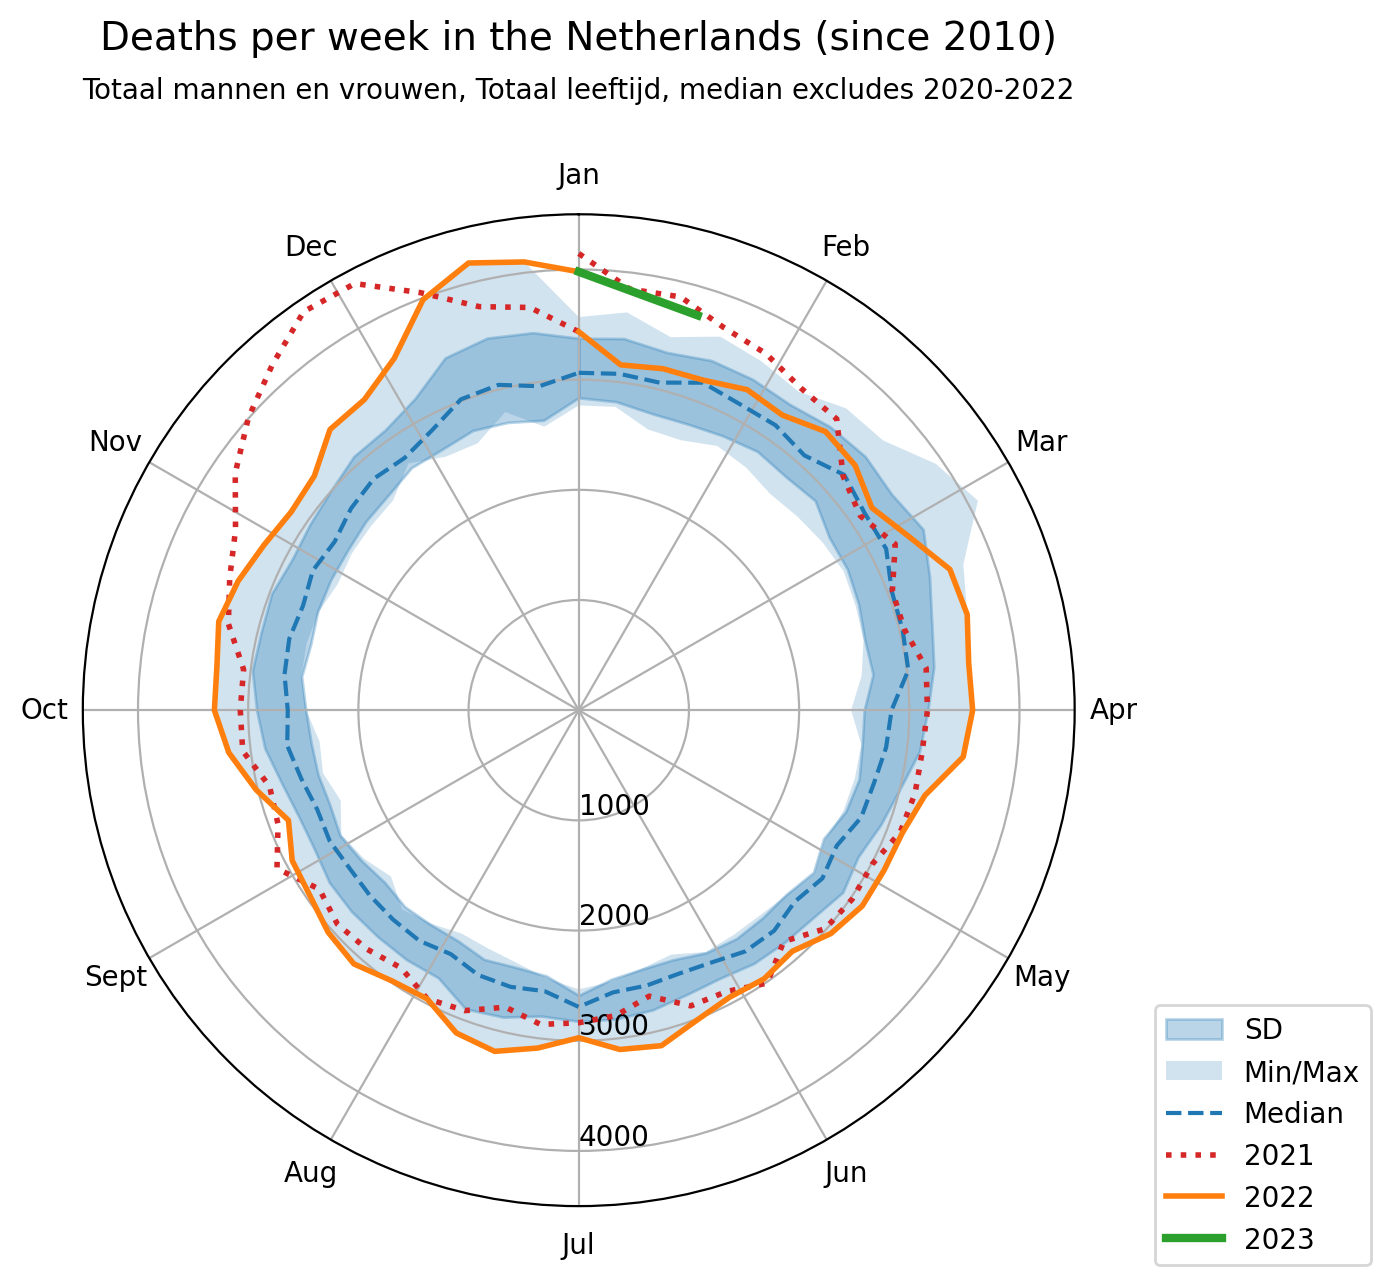 Deaths per week in the Netherlands (since 2010)
Totaal mannen en vrouwen, Totaal leeftijd, median excludes 2020-2022
Jan
Feb
Mar
Apr
May
Jun
Jul
Aug
Sept
Oct
Nov
Dec
1000
2000
3000
4000
SD
Min/Max
Median
2021
2022
2023